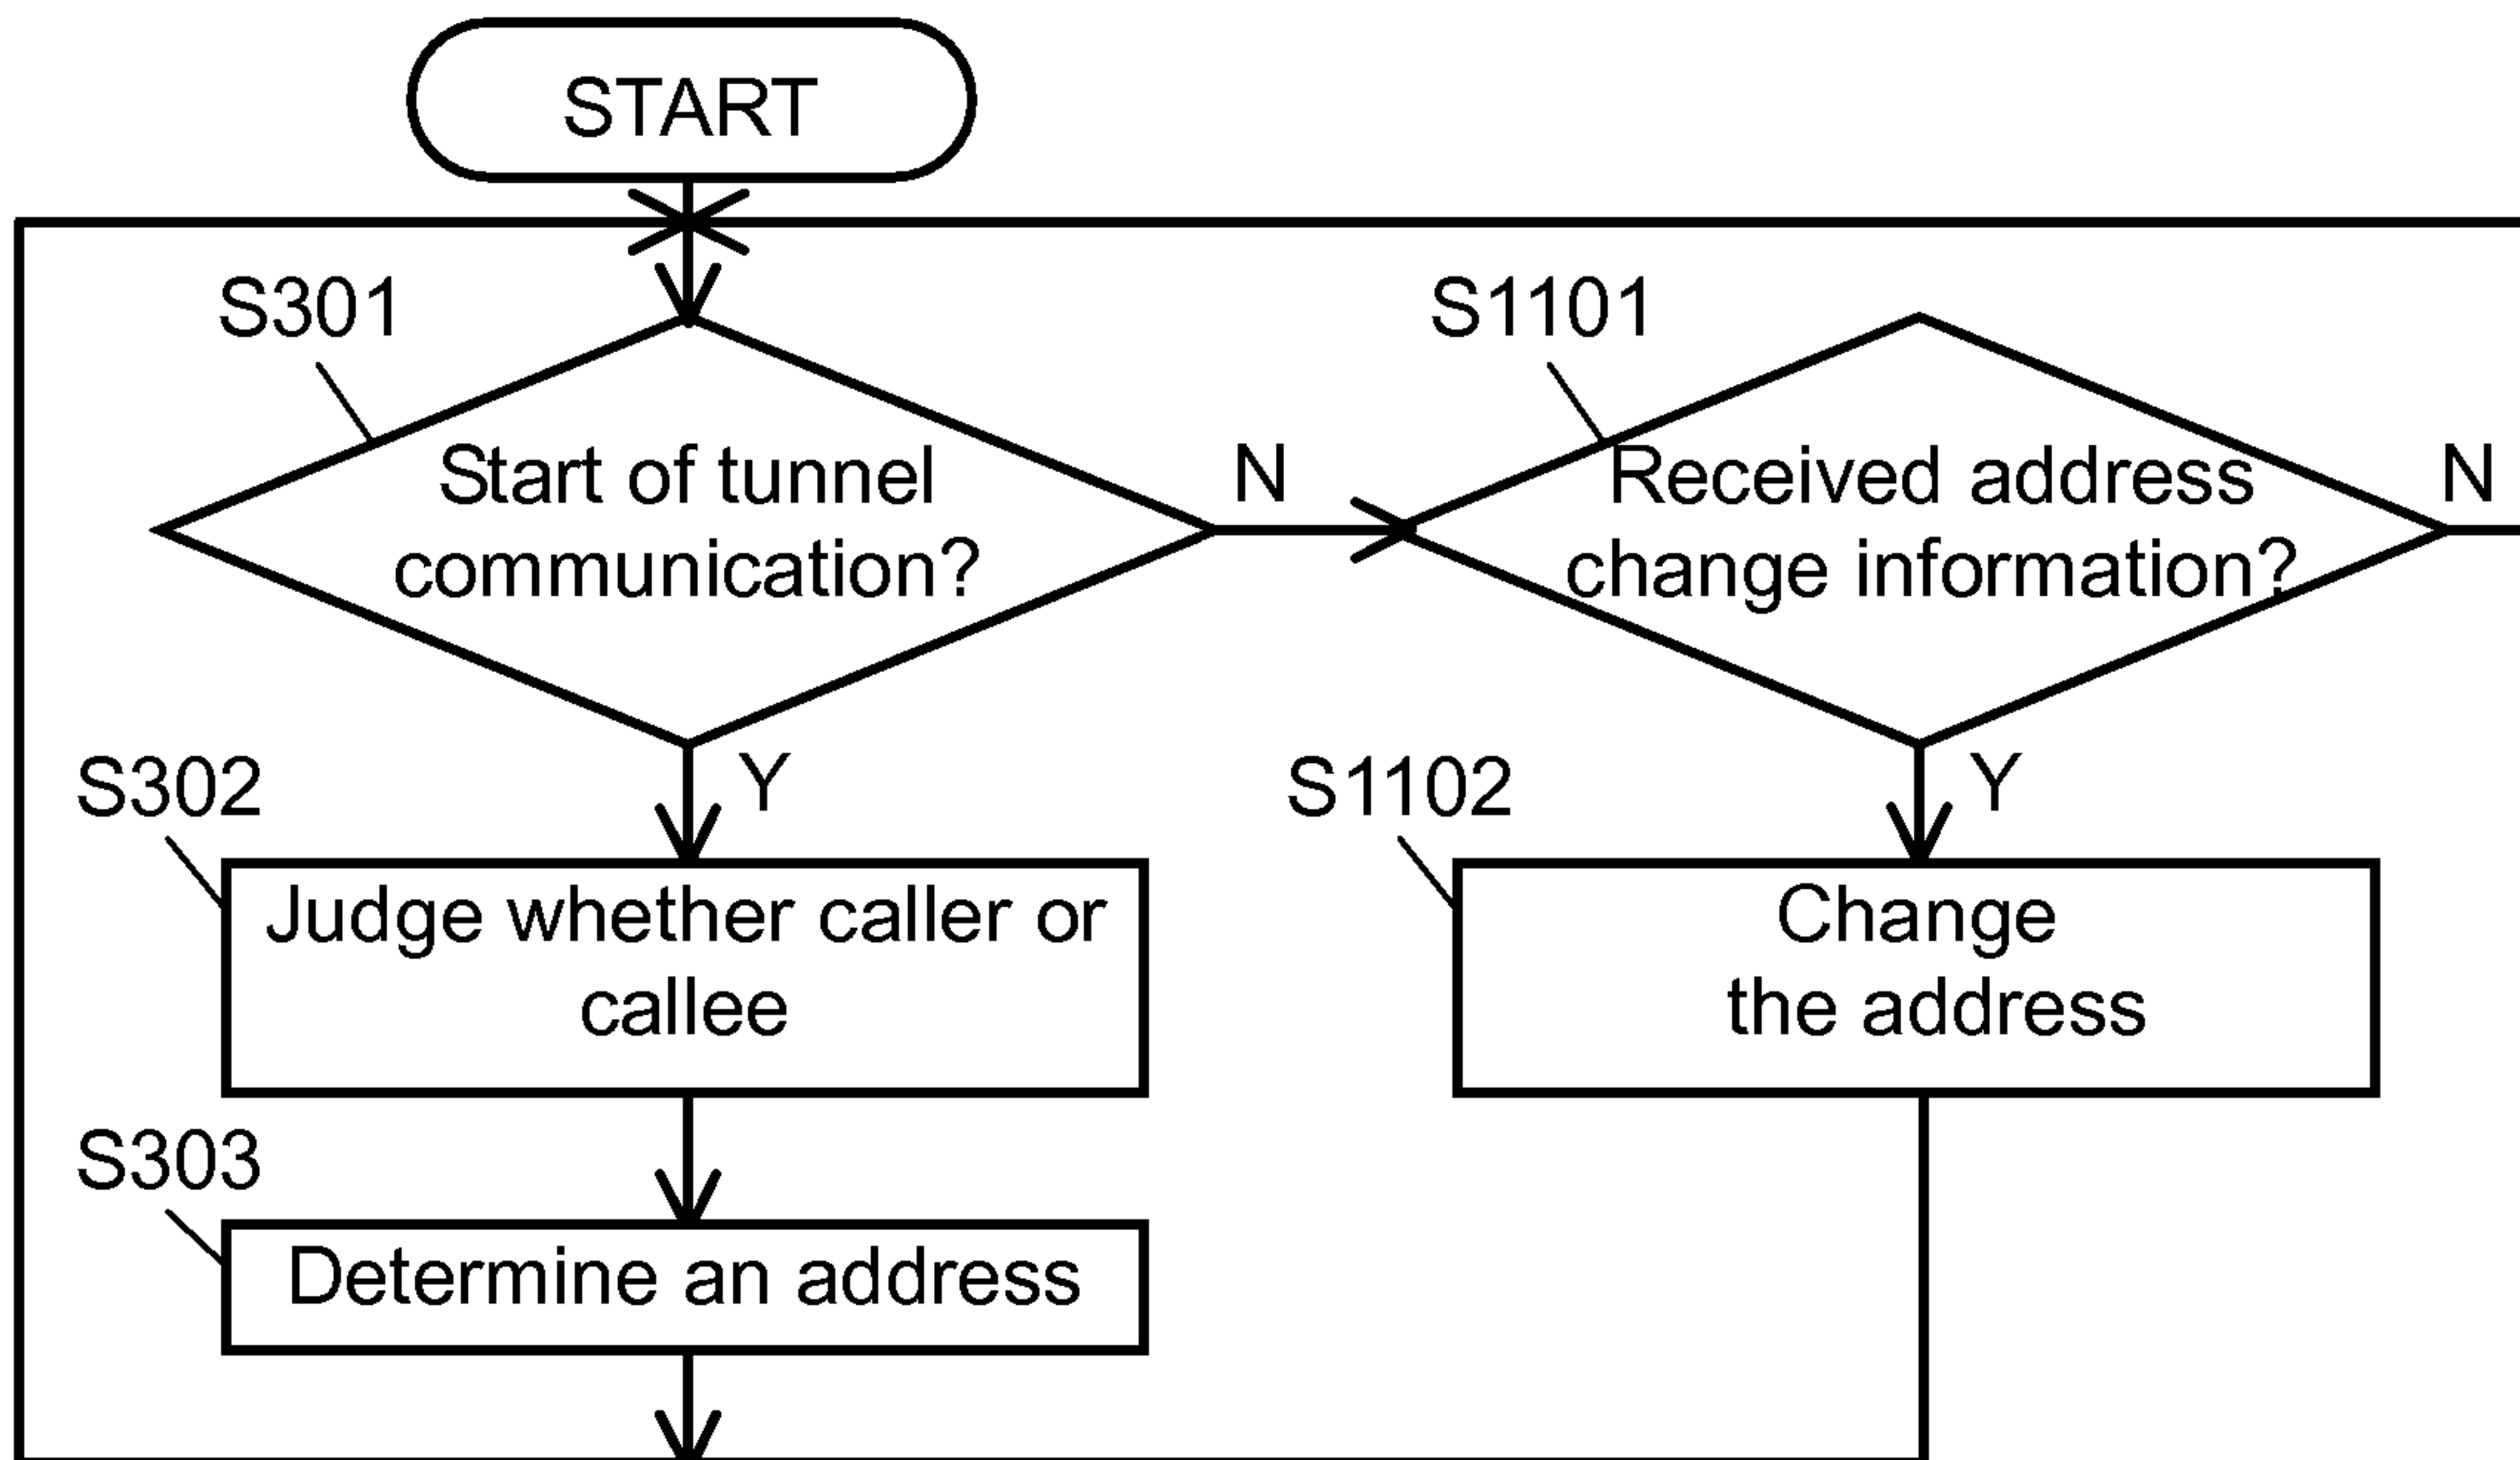 START
S301
Start of tunnel
communication?
N
S1101
Received address
change information?
N
Y
S302
Judge whether caller or
callee
Y
S1102
Change
the address
S303
Determine an address